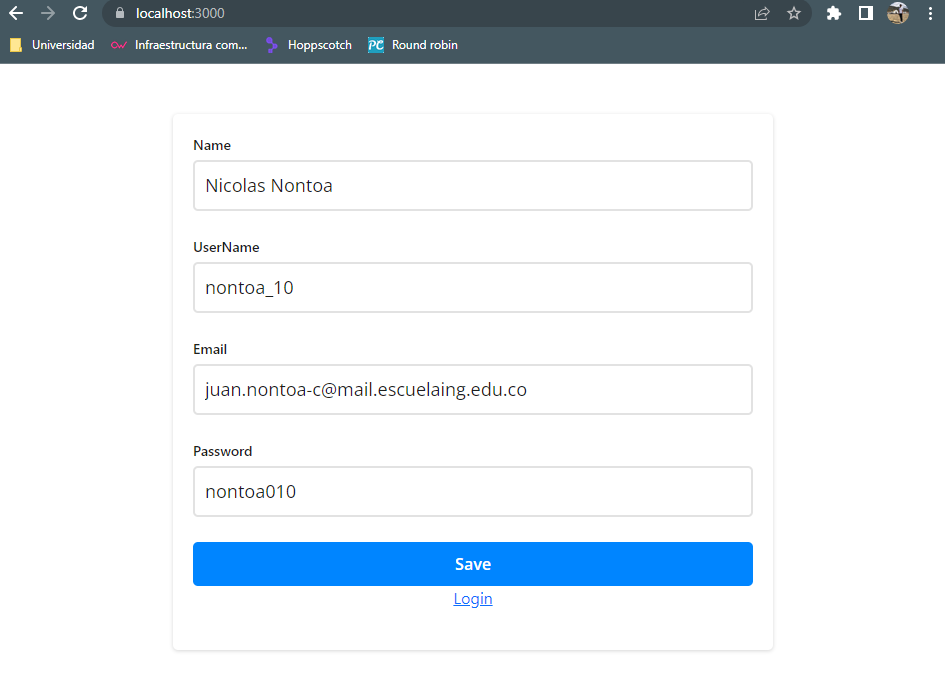 localhost:3000
Universidad Infraestructura com... Hoppscotch PC Round robin
Name
Nicolas Nontoa
UserName
nontoa_10
Email
juan.nontoa-c@mail.escuelaing.edu.co
Password
nontoa010
Save
Login